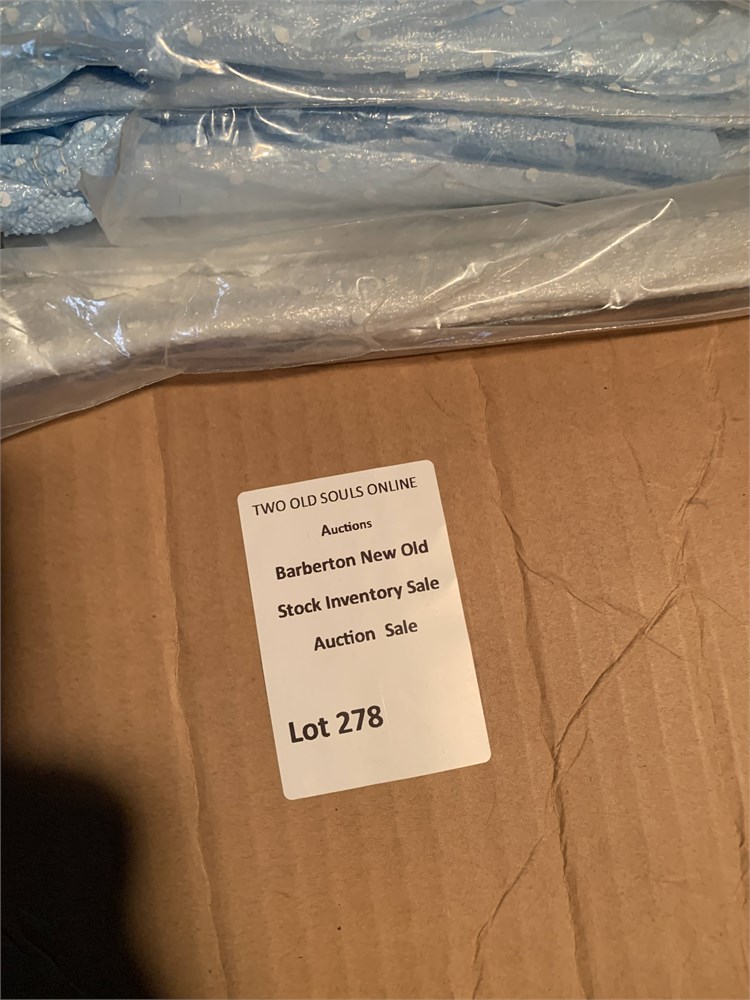 TWO OLD SOULS ONLINE
Auctions
Barberton New Old
Stock Inventory Sale
Auction Sale
Lot 278